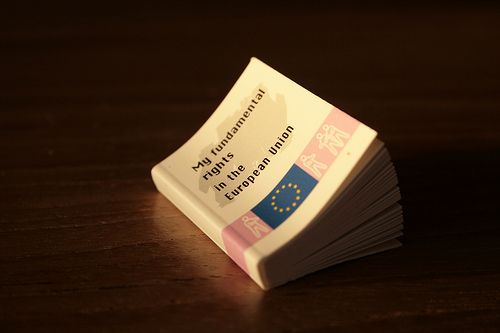 My fundamental
rights
in the
European Union